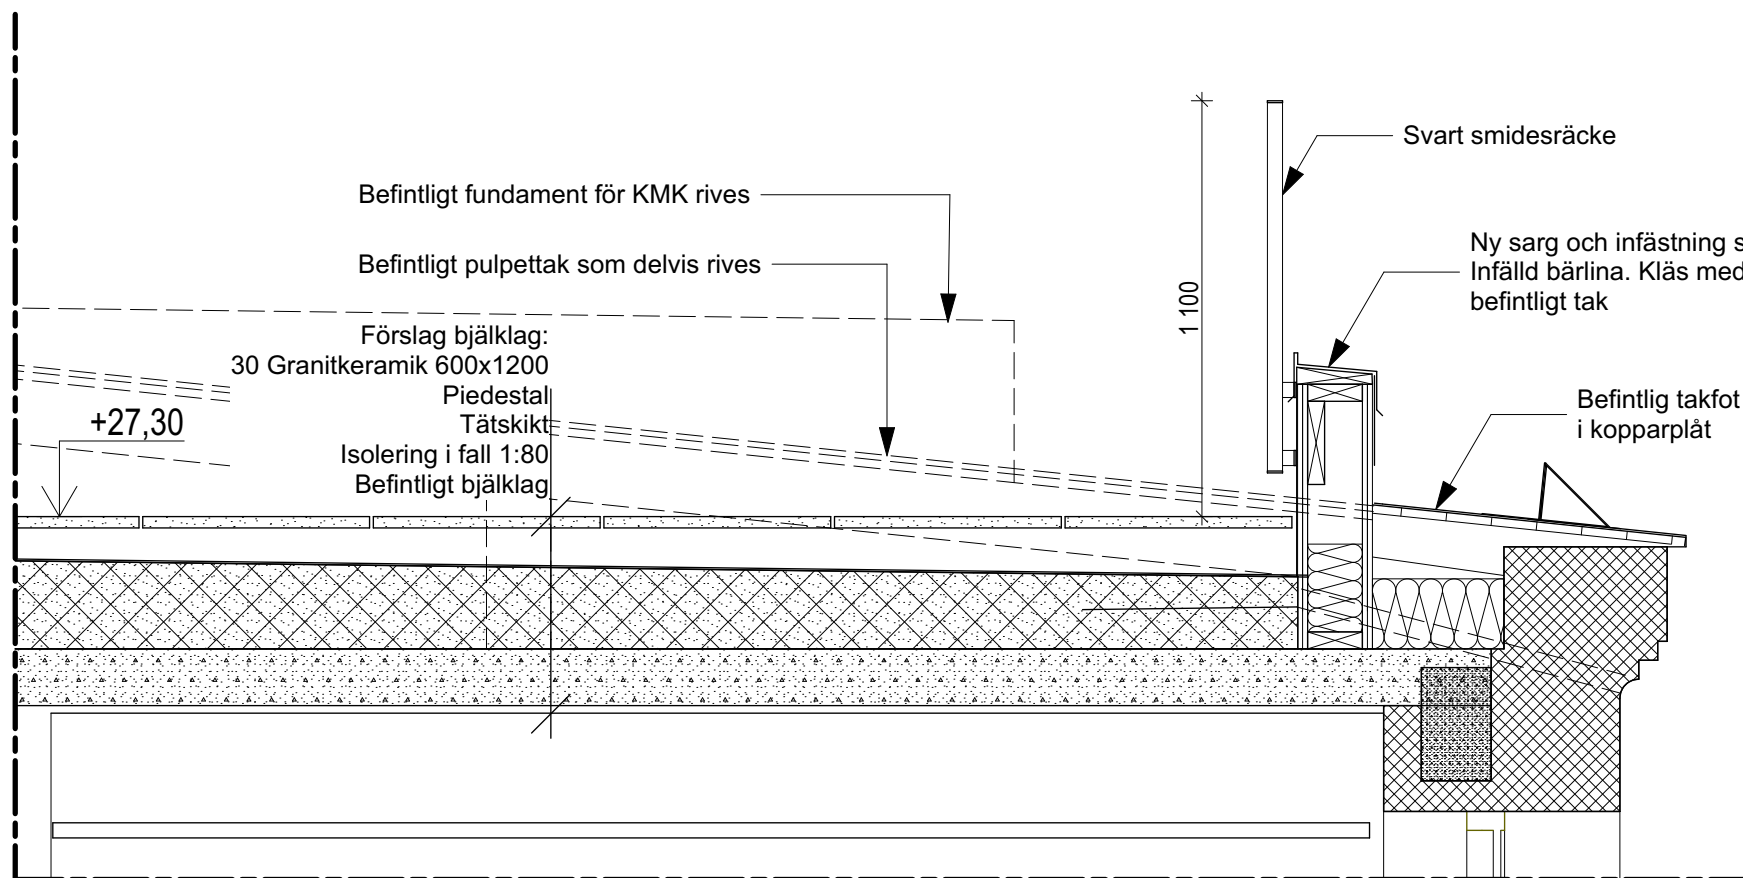 Svart smidesräcke
Befintligt fundament för KMK rives
Befintligt pulpettak som delvis rives
Ny sarg och infästning s
Infälld bärlina. Kläs med
befintligt tak
1 100
Förslag bjälklag:
30 Granitkeramik 600x1200
Piedestal
Tätskikt
Isolering i fall 1:80
Befintligt bjälklag
+27,30
Befintlig takfot
i kopparplåt